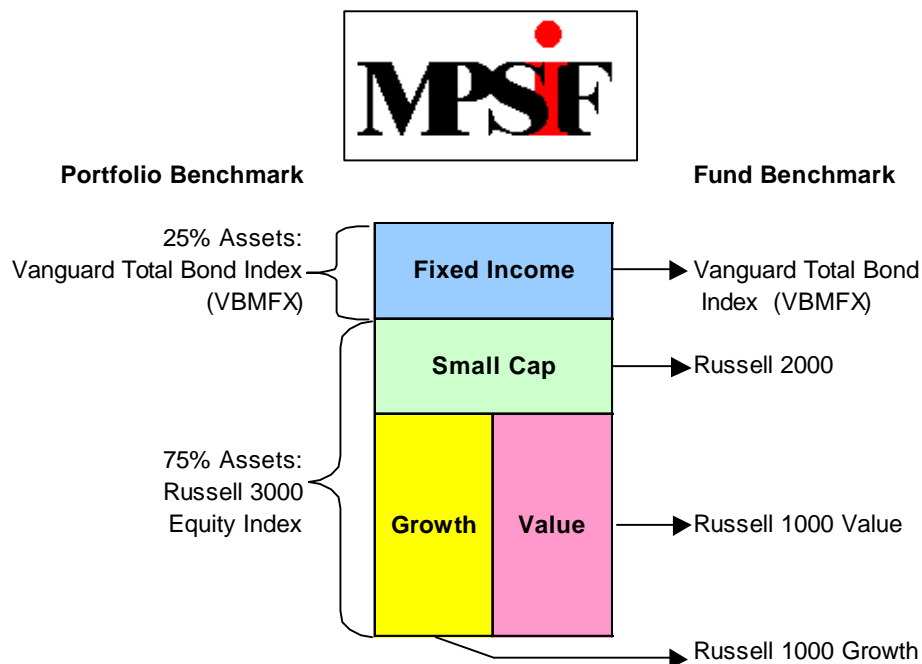 MPSiF
Portfolio Benchmark
Fund Benchmark
25% Assets:
Vanguard Total Bond Index
(VBMFX)
Fixed Income
Vanguard Total Bond
Index (VBMFX)
Small Cap
Russell 2000
75% Assets:
Russell 3000
Equity Index
Growth
Value
Russell 1000 Value
Russell 1000 Growth